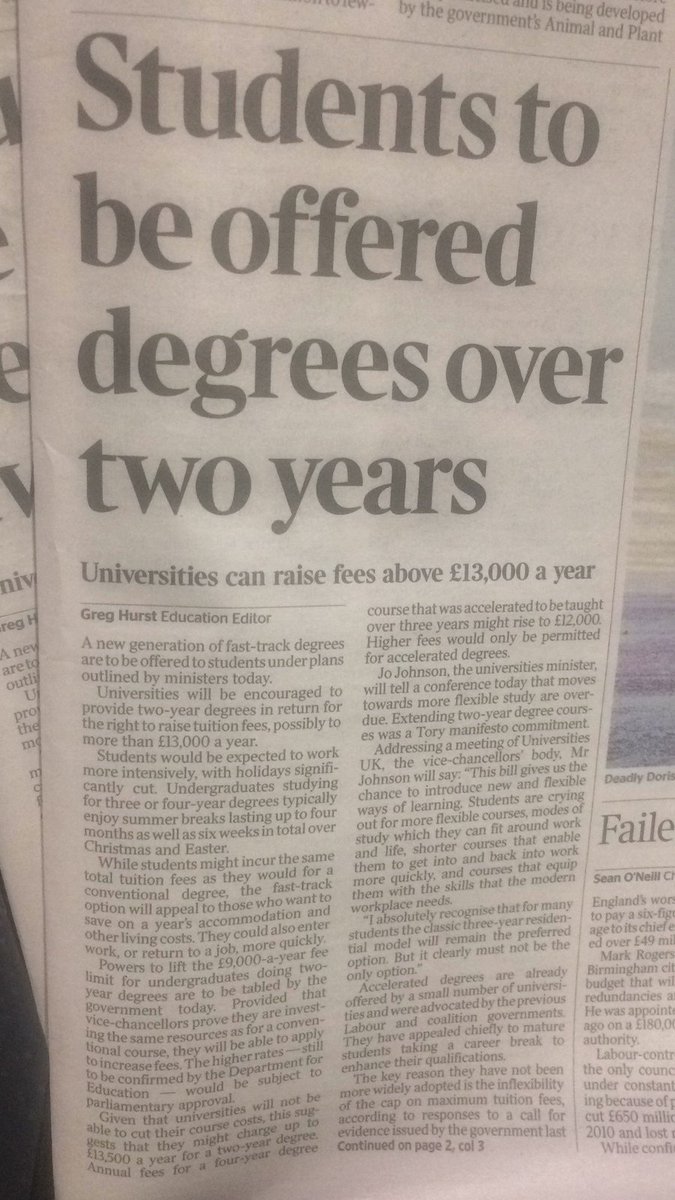 and is being developed
by the government's Animal and Plant
Students to
be offered
degrees over
two years
Universities can raise fees above £13,000 a year
Greg Hurst Education Editor
A new generation of fast-track degrees
are to be offered to students under plans
outlined by ministers today.
Universities will be encouraged to
provide two-year degrees in return for
the right to raise tuition fees, possibly to
more than £13,000 a year.
Students would be expected to work
more intensively, with holidays signifi-
cantly cut. Undergraduates studying
for three or four-year degrees typically
enjoy summer breaks lasting up to four
months as well as six weeks in total over
Christmas and Easter.
While students might incur the same
total tuition fees as they would for a
conventional degree, the fast-track
option will appeal to those who want to
save on a year's accommodation and
other living costs. They could also enter
work, or return to a job, more quickly.
Powers to lift the £9,000-a-year fee
limit for undergraduates doing two-
year degrees are to be tabled by the
government today. Provided that
vice-chancellors prove they are invest-
ing the same resources as for a conven-
tional course, they will be able to apply
to increase fees. The higher rates — still
to be confirmed by the Department for
Education — would be subject to
parliamentary approval.
Given that universities will not be
able to cut their course costs, this sug-
gests that they might charge up to
£13,500 a year for a two-year degree.
Annual fees for a four-year degree
course that was accelerated to be taught
over three years might rise to £12,000.
Higher fees would only be permitted
for accelerated degrees.
Jo Johnson, the universities minister,
will tell a conference today that moves
towards more flexible study are over-
due. Extending two-year degree cours-
es was a Tory manifesto commitment.
Addressing a meeting of Universities
UK, the vice-chancellors' body, Mr
Johnson will say: "This bill gives us the
chance to introduce new and flexible
ways of learning. Students are crying
out for more flexible courses, modes of
study which they can fit around work
and life, shorter courses that enable
them to get into and back into work
more quickly, and courses that equip
them with the skills that the modern
workplace needs.
"I absolutely recognise that for many
students the classic three-year residen-
tial model will remain the preferred
option. But it clearly must not be the
only option."
Accelerated degrees are already
offered by a small number of universi-
ties and were advocated by the previous
Labour and coalition governments.
They have appealed chiefly to mature
students taking a career break to
enhance their qualifications.
The key reason they have not been
more widely adopted is the inflexibility
of the cap on maximum tuition fees,
according to responses to a call for
evidence issued by the government last
Continued on page 2, col 3
Deadly Doris
Faile
Sean O'Neill Ch
England's wors
to pay a six-figu
age to its chief e
ed over £49 mil
Mark Rogers
Birmingham cit
budget that wil
redundancies a
He was appointe
ago on a £180,0
authority.
Labour-contr
the only counc
under constant
ing because of p
cut £650 millio
2010 and lost
While confi